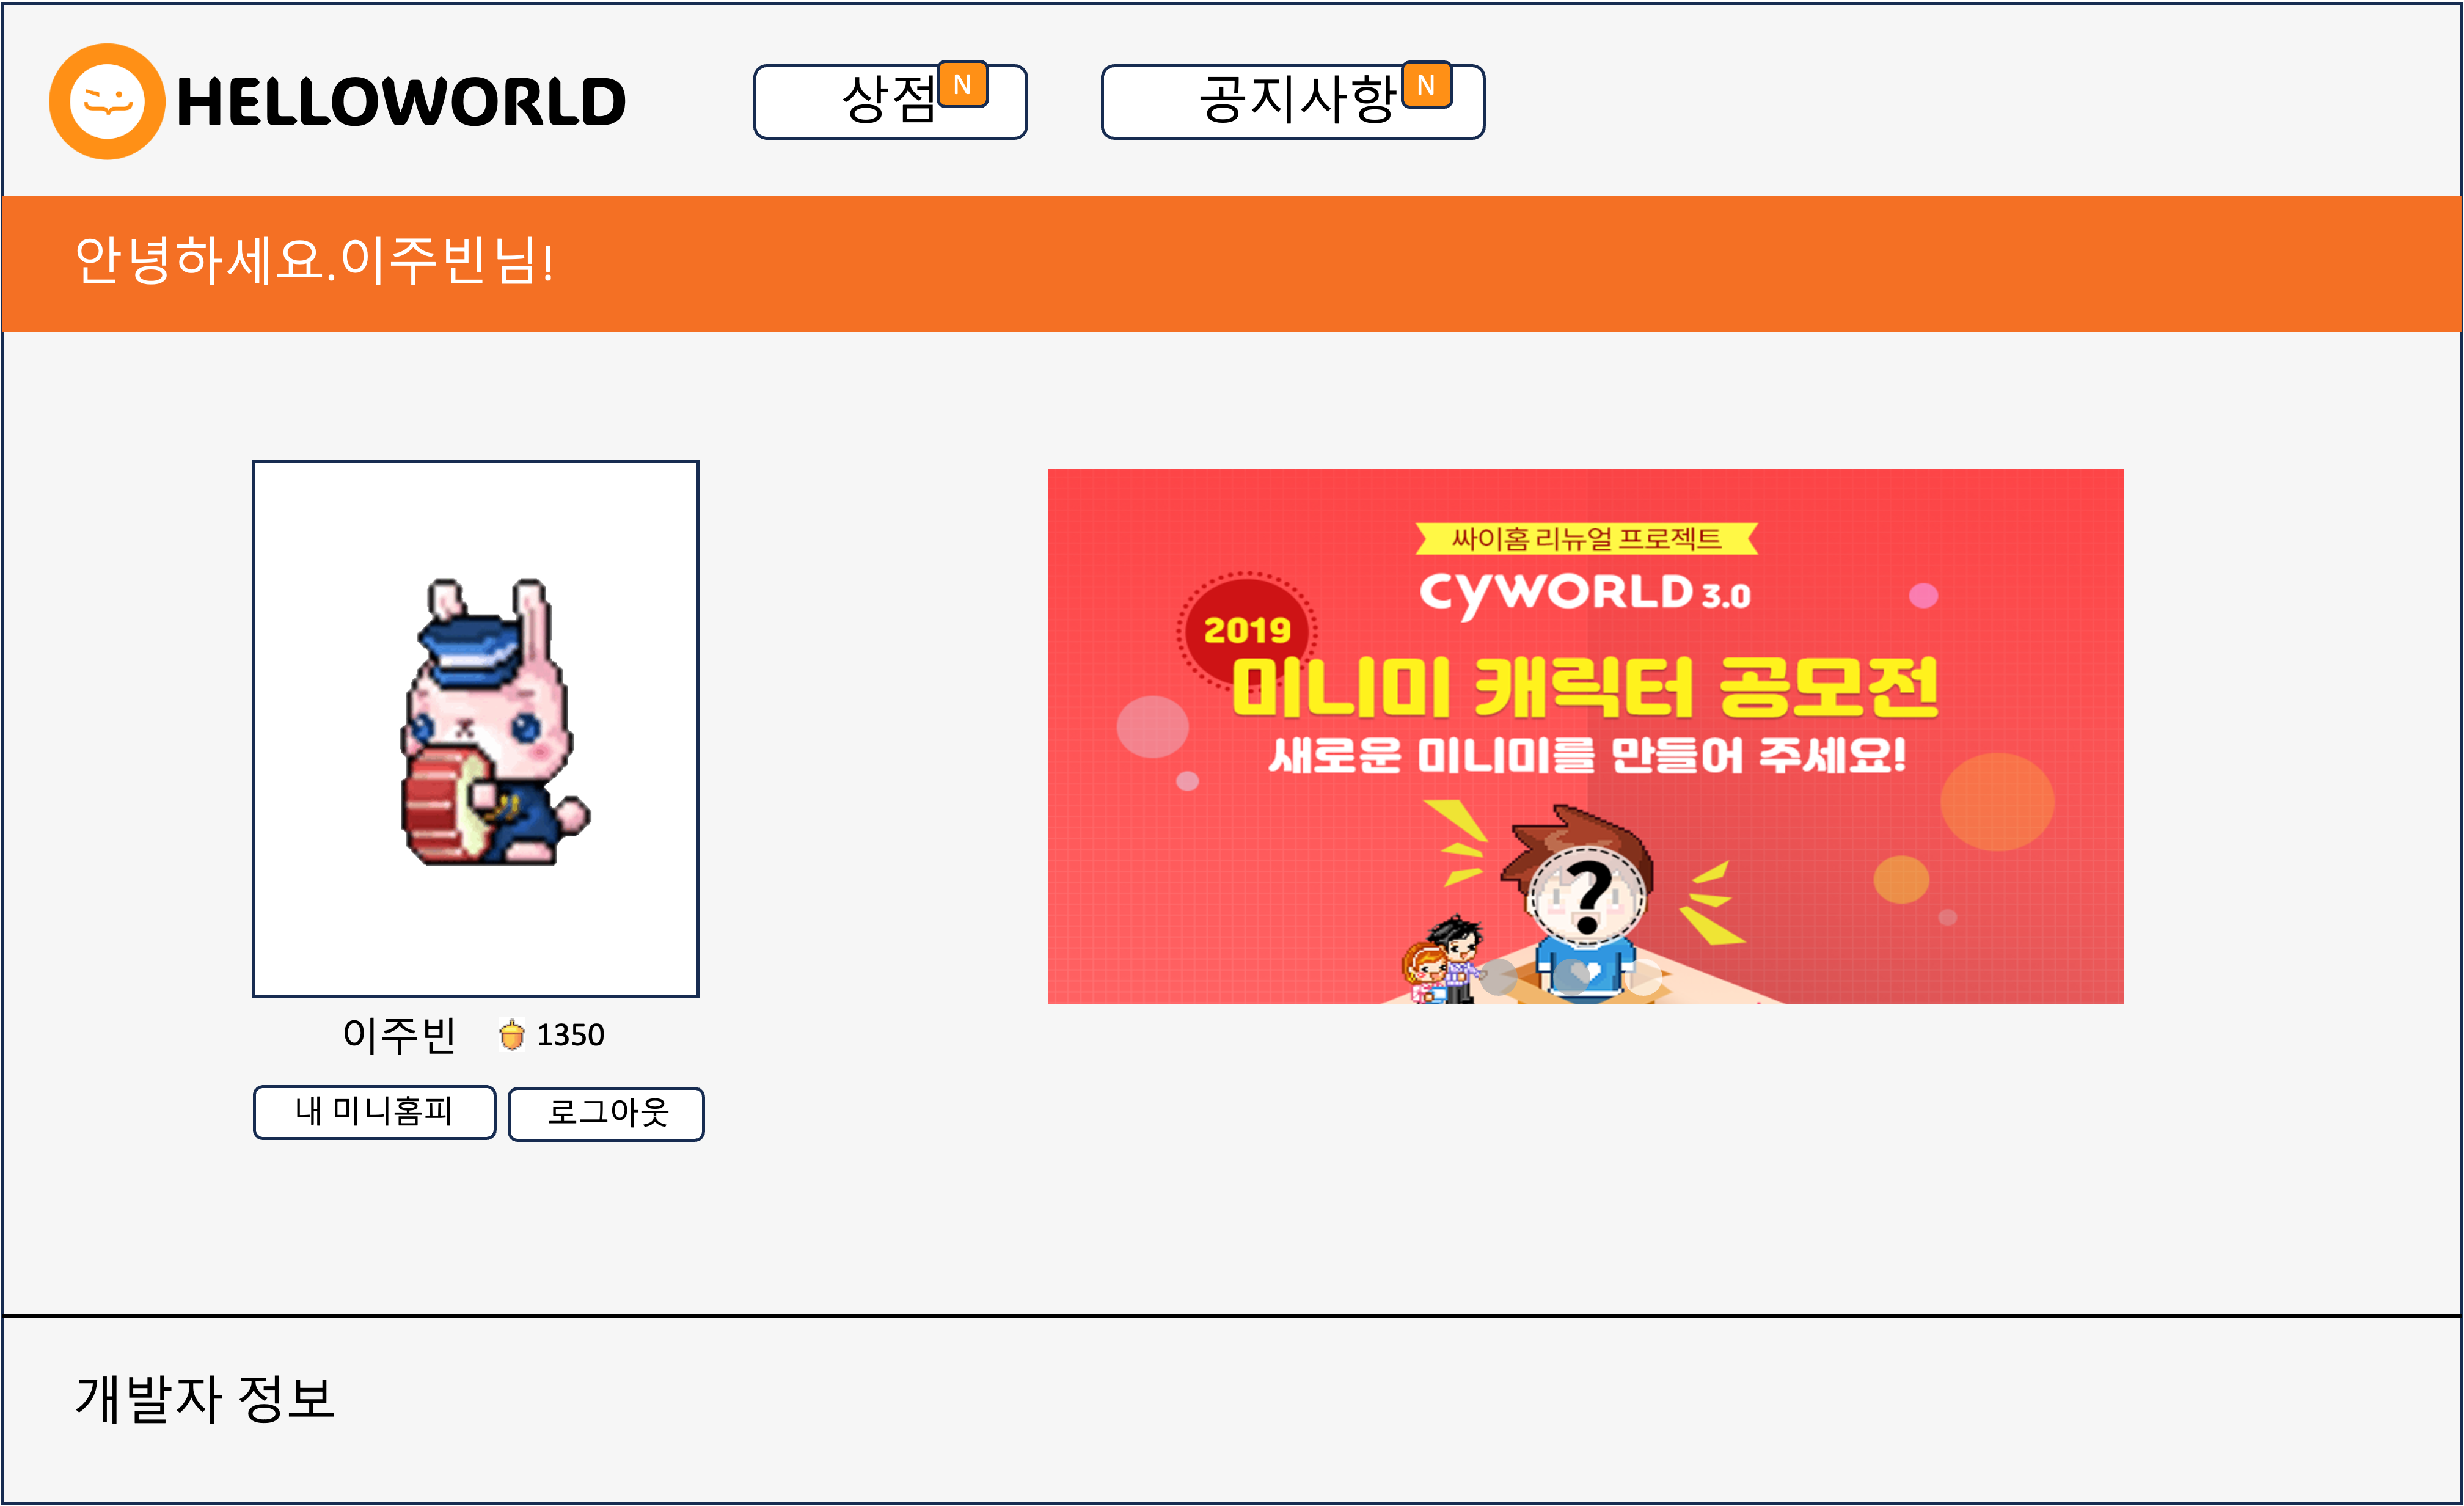 HELLOWORLD
상점 N
공지사항 N
안녕하세요.이주빈님!
싸이홈 리뉴얼 프로젝트
CYWORLD 3.0
2019
미니미 캐릭터 공모전
새로운 미니미를 만들어 주세요!
?
이주빈 1350
내 미니홈피 로그아웃
개발자 정보